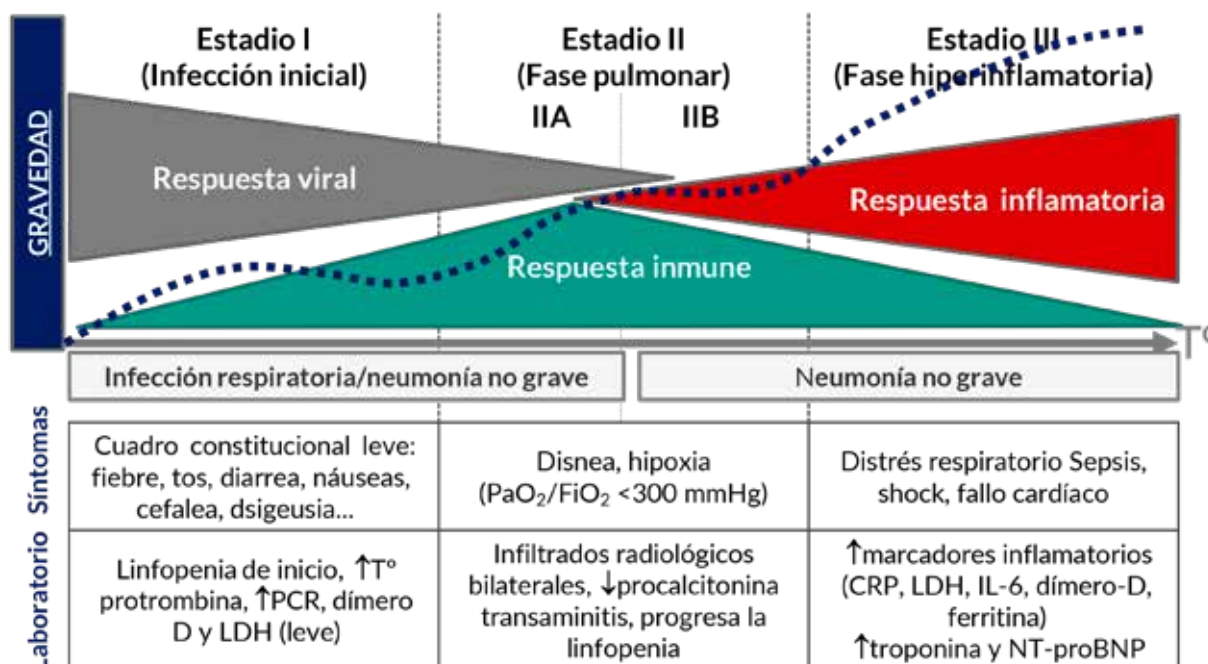 Estadio I
(Infección inicial)
Estadio II
(Fase pulmonar)
IIA
IIB
Estadio III
(Fase hiperinflamatoria)
GRAVEDAD
Respuesta viral
Respuesta inmune
Respuesta inflamatoria
Tº
Infección respiratoria/neumonía no grave
Neumonía no grave
Síntomas
Cuadro constitucional leve:
fiebre, tos, diarrea, náuseas,
cefalea, dsigeusia...
Disnea, hipoxia
(PaO₂/FiO₂ <300 mmHg)
Distrés respiratorio Sepsis,
shock, fallo cardíaco
Laboratorio
Linfopenia de inicio, ↑Tº
protrombina, ↑PCR, dímero
D y LDH (leve)
Infiltrados radiológicos
bilaterales, ↓procalcitonina
transaminitis, progresa la
linfopenia
↑marcadores inflamatorios
(CRP, LDH, IL-6, dímero-D,
ferritina)
↑troponina y NT-proBNP